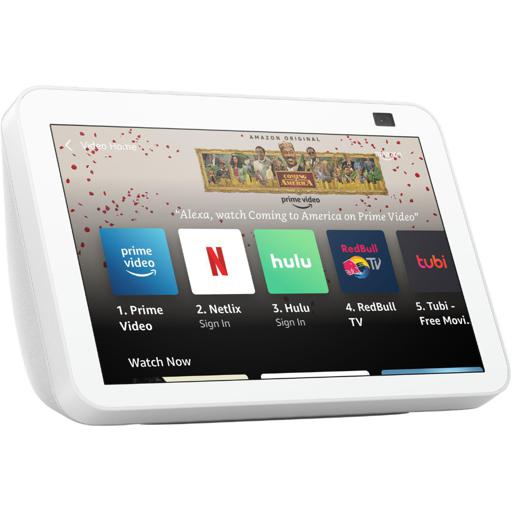 Video Home
AMAZON ORIGINAL
COMING
AMERICA
prime video
“Alexa, watch Coming to America on Prime Video”
prime
video
N
hulu
RedBull
TV
tubi
1. Prime
Video
2. Netlix
Sign In
3. Hulu
Sign In
4. RedBull
TV
5. Tubi -
Free Movi...
Watch Now